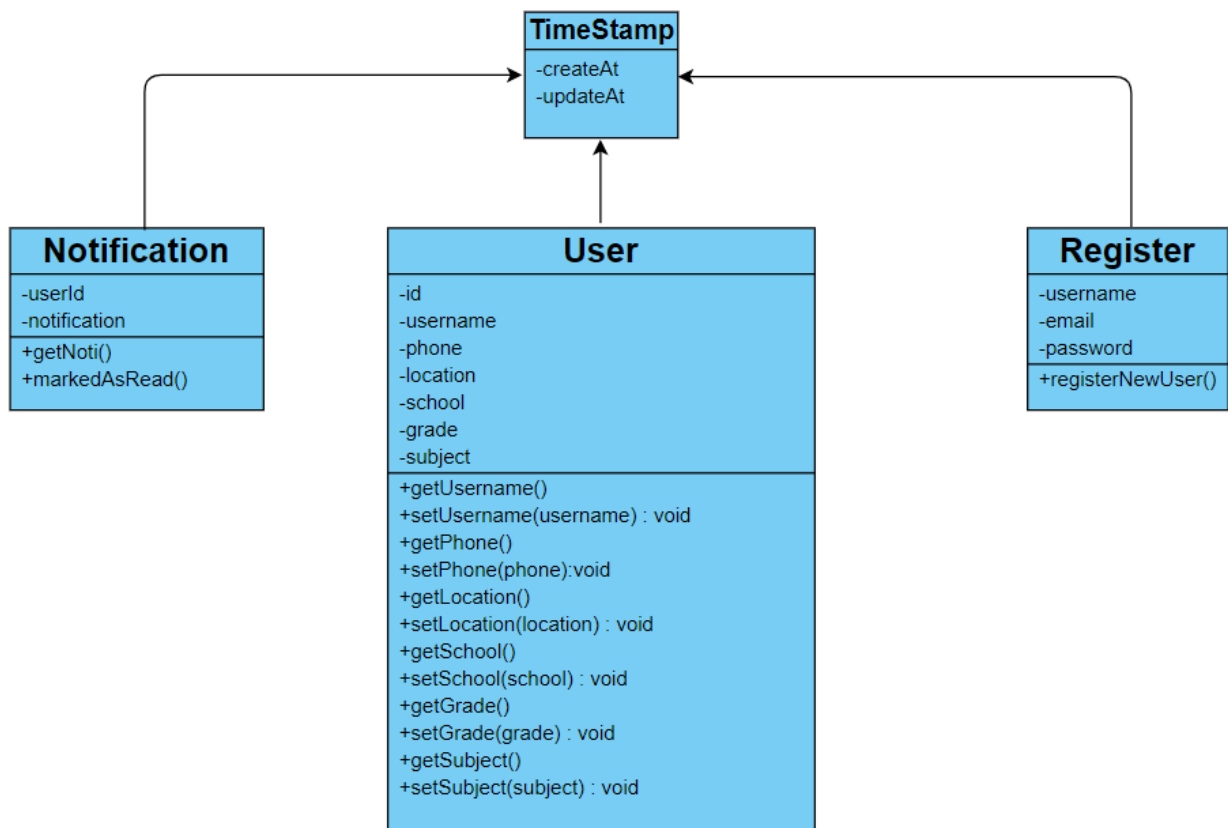 TimeStamp
-createAt
-updateAt
Notification
-userId
-notification
+getNoti()
+markedAsRead()
User
-id
-username
-phone
-location
-school
-grade
-subject
+getUsername()
+setUsername(username) : void
+getPhone()
+setPhone(phone):void
+getLocation()
+setLocation(location) : void
+getSchool()
+setSchool(school) : void
+getGrade()
+setGrade(grade) : void
+getSubject()
+setSubject(subject) : void
Register
-username
-email
-password
+registerNewUser()